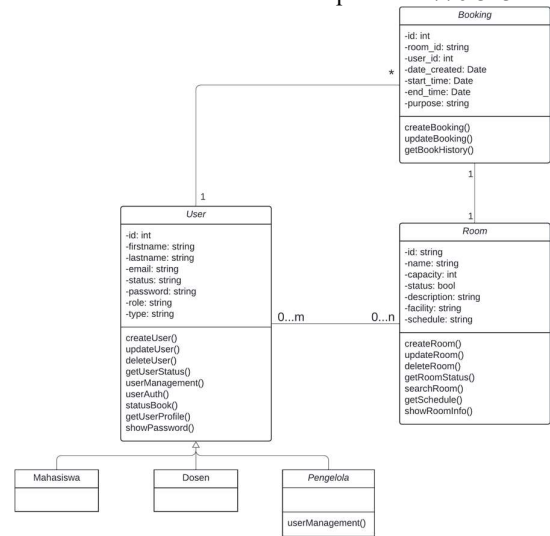 Booking
-id: int
-room_id: string
-user_id: int
-date_created: Date
-start_time: Date
-end_time: Date
-purpose: string
createBooking()
updateBooking()
getBookHistory()
*
1
1
1
User
-id: int
-firstname: string
-lastname: string
-email: string
-status: string
-password: string
-role: string
-type: string
createUser()
updateUser()
deleteUser()
getUserStatus()
userManagement()
userAuth()
statusBook()
getUserProfile()
showPassword()
0...m
0...n
Room
-id: string
-name: string
-capacity: int
-status: bool
-description: string
-facility: string
-schedule: string
createRoom()
updateRoom()
deleteRoom()
getRoomStatus()
searchRoom()
getSchedule()
showRoomInfo()
Mahasiswa
Dosen
Pengelola
userManagement()